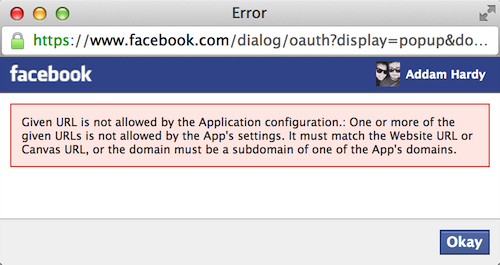 Error
https://www.facebook.com/dialog/oauth?display=popup&do...
facebook
Addam Hardy
Given URL is not allowed by the Application configuration.: One or more of the
given URLs is not allowed by the App's settings. It must match the Website URL or
Canvas URL, or the domain must be a subdomain of one of the App's domains.
Okay